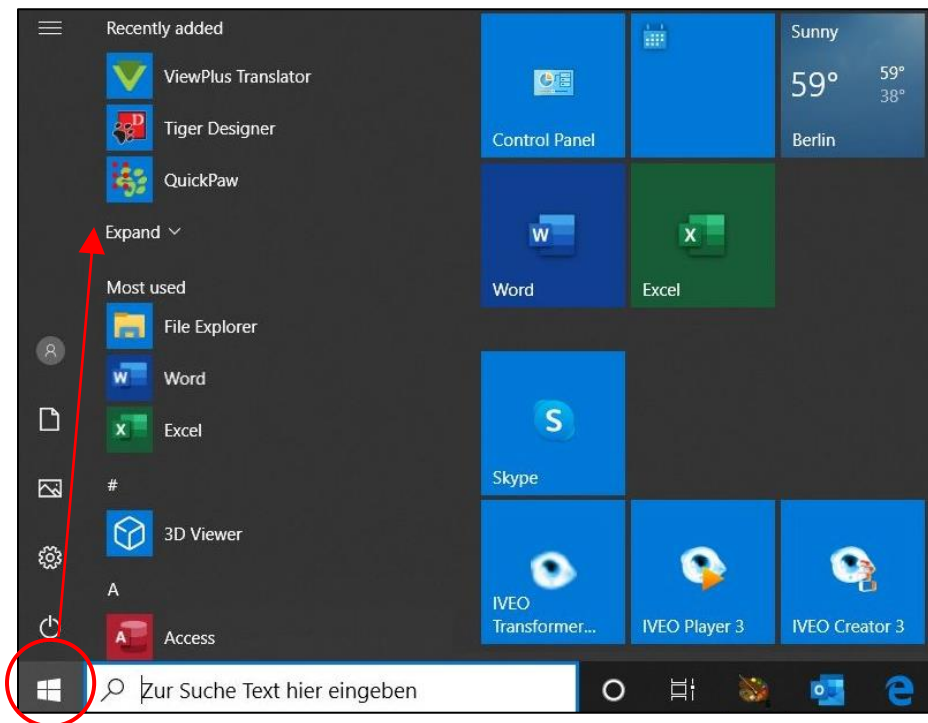 Recently added
ViewPlus Translator
Tiger Designer
QuickPaw
Expand
Most used
File Explorer
Word
Excel
#
3D Viewer
A
Access
Control Panel
Sunny
59° 59°
38°
Berlin
Word
Excel
Skype
IVEO
Transformer...
IVEO Player 3
IVEO Creator 3
Zur Suche Text hier eingeben